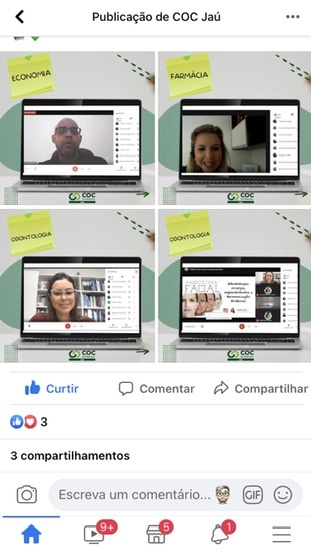 Publicação de COC Jaú
ECONOMIA
FARMÁCIA
COC
COC
ODONTOLOGIA
ODONTOLOGIA
FACIAL
COC
COC
Curtir
Comentar
Compartilhar
3
3 compartilhamentos
Escreva um comentário...
GIF
9+
5
1